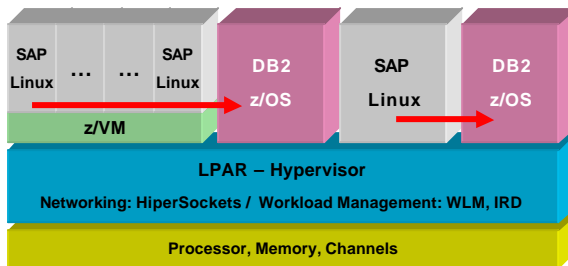 SAP
Linux
...
...
SAP
Linux
z/VM
DB2
z/OS
SAP
Linux
DB2
z/OS
LPAR – Hypervisor
Networking: HiperSockets / Workload Management: WLM, IRD
Processor, Memory, Channels